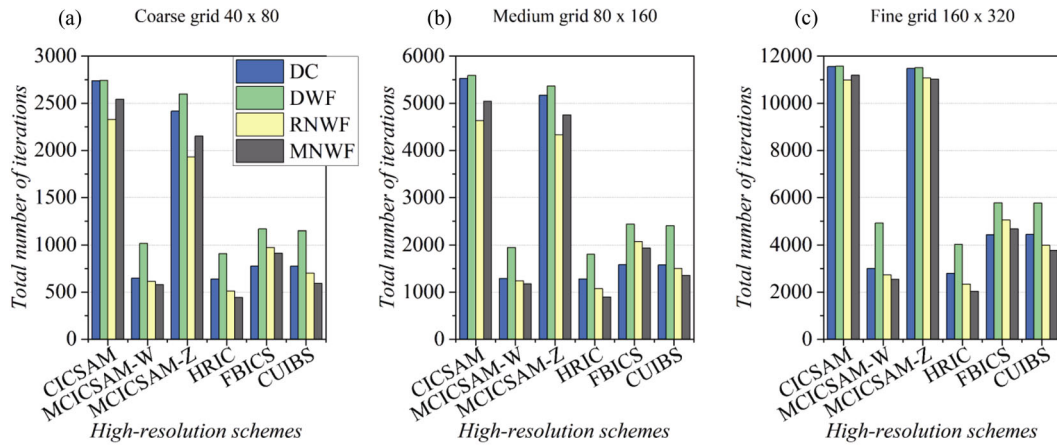 (a) Coarse grid 40 x 80
Total number of iterations
3000
2500
2000
1500
1000
500
0
DC
DWF
RNWF
MNWF
CICSAM
MCICSAM-W
MCICSAM-Z
HRIC
FBICS
CUIBS
High-resolution schemes
(b) Medium grid 80 x 160
Total number of iterations
6000
5000
4000
3000
2000
1000
0
CICSAM
MCICSAM-W
MCICSAM-Z
HRIC
FBICS
CUIBS
High-resolution schemes
(c) Fine grid 160 x 320
Total number of iterations
12000
10000
8000
6000
4000
2000
0
CICSAM
MCICSAM-W
MCICSAM-Z
HRIC
FBICS
CUIBS
High-resolution schemes